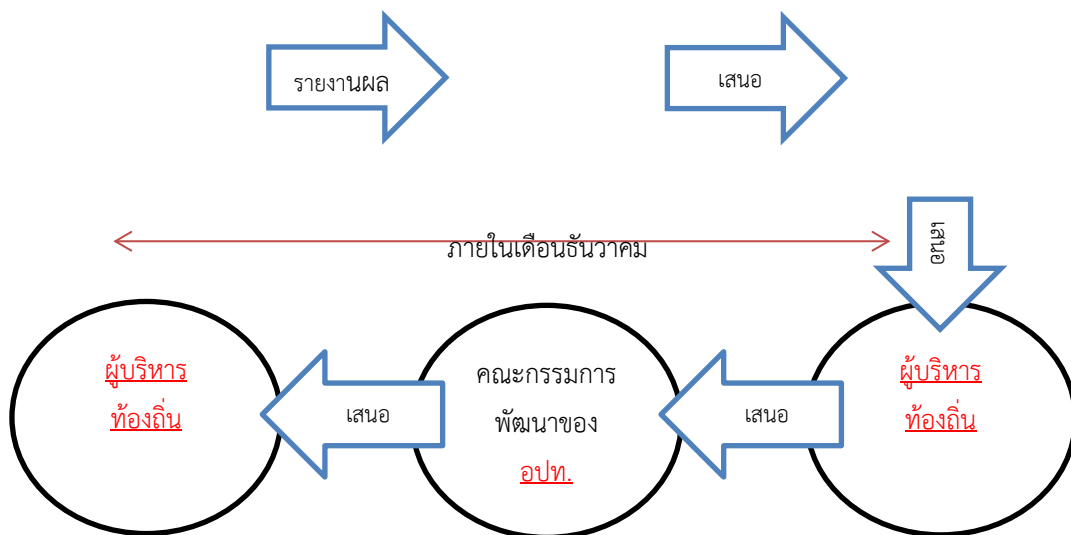 รายงานผล
เสนอ
เสนอ
ภายในเดือนธันวาคม
ผู้บริหาร
ท้องถิ่น
เสนอ
คณะกรรมการ
พัฒนาของ
อปท.
เสนอ
ผู้บริหาร
ท้องถิ่น